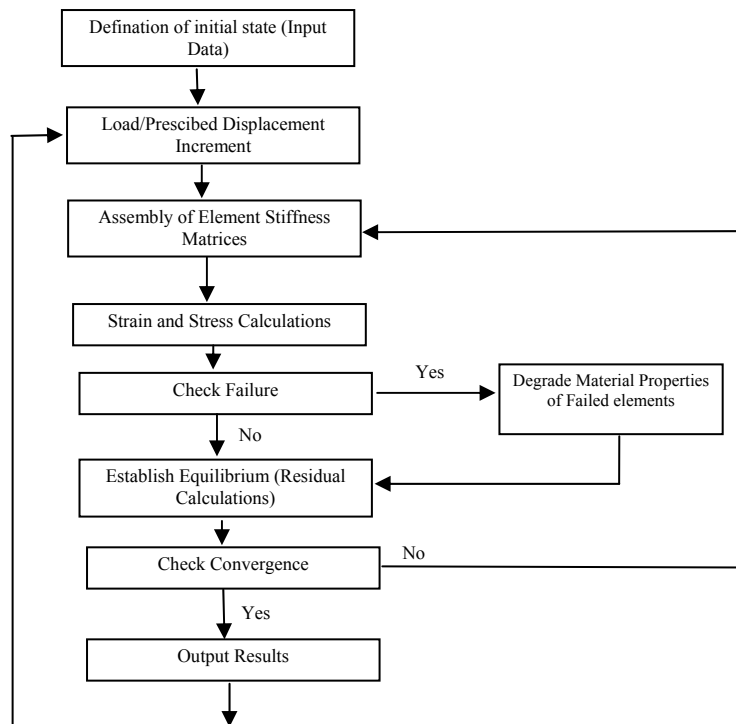 Defination of initial state (Input
Data)
Load/Prescibed Displacement
Increment
Assembly of Element Stiffness
Matrices
Strain and Stress Calculations
Check Failure
Yes
Degrade Material Properties
of Failed elements
No
Establish Equilibrium (Residual
Calculations)
Check Convergence
No
Yes
Output Results